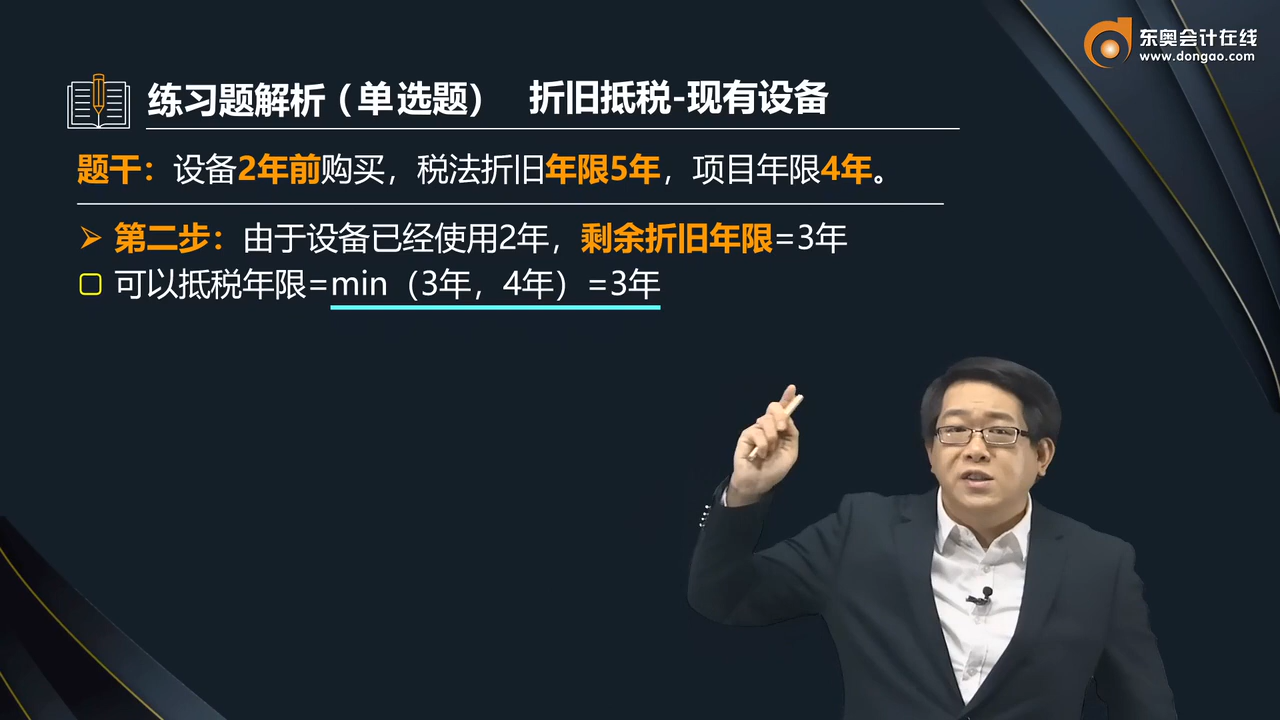 东奥会计在线
www.dongao.com
练习题解析（单选题） 折旧抵税-现有设备
题干：设备2年前购买，税法折旧年限5年，项目年限4年。
第二步：由于设备已经使用2年，剩余折旧年限=3年
可以抵税年限=min（3年，4年）=3年